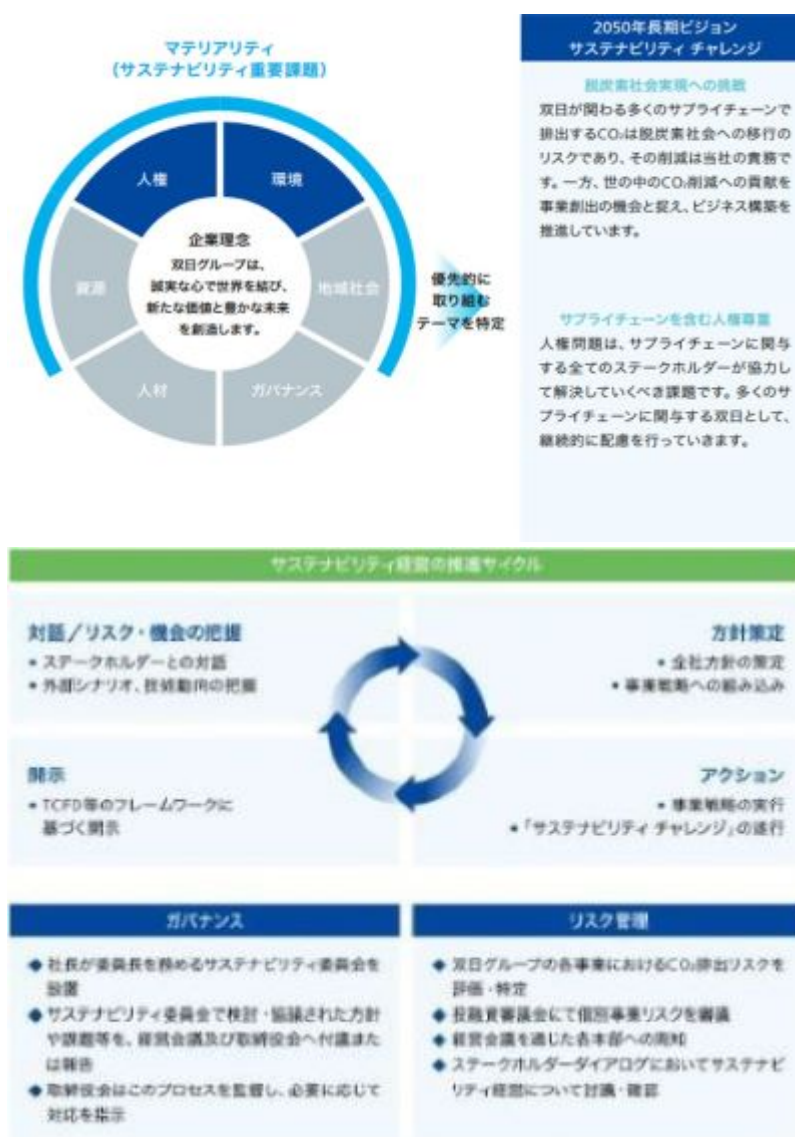 マテリアリティ
(サステナビリティ重要課題)
人権
環境
資源
地域社会
人材
ガバナンス
企業理念
双日グループは、
誠実な心で世界を結び、
新たな価値と豊かな未来
を創造します。
優先的に
取り組む
テーマを特定
2050年長期ビジョン
サステナビリティ チャレンジ
脱炭素社会実現への挑戦
双日が関わる多くのサプライチェーンで
排出するCO₂は脱炭素社会への移行の
リスクであり、その削減は当社の責務で
す。一方、世の中のCO₂削減への貢献を
事業創出の機会と捉え、ビジネス構築を
推進しています。
サプライチェーンを含む人権尊重
人権問題は、サプライチェーンに関与
する全てのステークホルダーが協力し
て解決していくべき課題です。多くのサ
プライチェーンに関与する双日として、
継続的に配慮を行っていきます。
サステナビリティ経営の推進サイクル
対話/リスク・機会の把握
• ステークホルダーとの対話
• 外部シナリオ、技術動向の把握
方針策定
• 全社方針の策定
• 事業戦略への組み込み
開示
• TCFD等のフレームワークに
基づく開示
アクション
• 事業戦略の実行
• 「サステナビリティ チャレンジ」の遂行
ガバナンス
◆ 社長が委員長を務めるサステナビリティ委員会を
設置
◆ サステナビリティ委員会で検討・協議された方針
や課題等を、経営会議及び取締役会へ付議また
は報告
◆ 取締役会はこのプロセスを監督し、必要に応じて
対応を指示
リスク管理
◆ 双日グループの各事業におけるCO₂排出リスクを
評価・特定
◆ 投融資審議会にて個別事業リスクを審議
◆ 経営会議を通じた各本部への周知
◆ ステークホルダーダイアログにおいてサステナビ
リティ経営について討議・確認